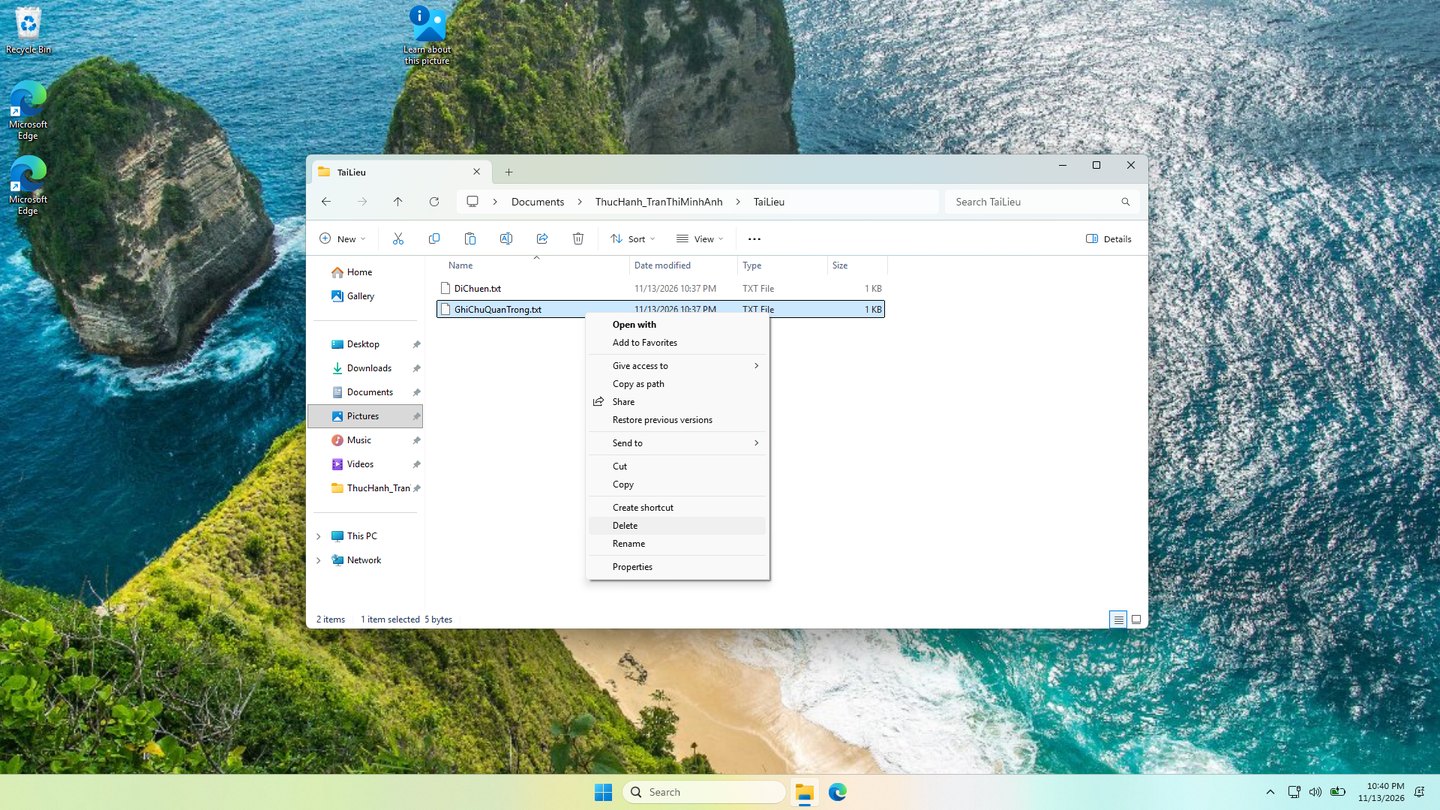 Recycle Bin
Learn about
this picture
Microsoft
Edge
Microsoft
Edge
TaiLieu
Documents
ThucHanh_TranThiMinhAnh
TaiLieu
Search TaiLieu
New
Sort
View
Details
Home
Gallery
Desktop
Downloads
Documents
Pictures
Music
Videos
ThucHanh_Tran
This PC
Network
Name
Date modified
Type
Size
DiChuen.txt
11/13/2026 10:37 PM
TXT File
1 KB
GhiChuQuanTrong.txt
11/13/2026 10:37 PM
TXT File
1 KB
Open with
Add to Favorites
Give access to
Copy as path
Share
Restore previous versions
Send to
Cut
Copy
Create shortcut
Delete
Rename
Properties
2 items
1 item selected 5 bytes
Search
10:40 PM
11/13/2026